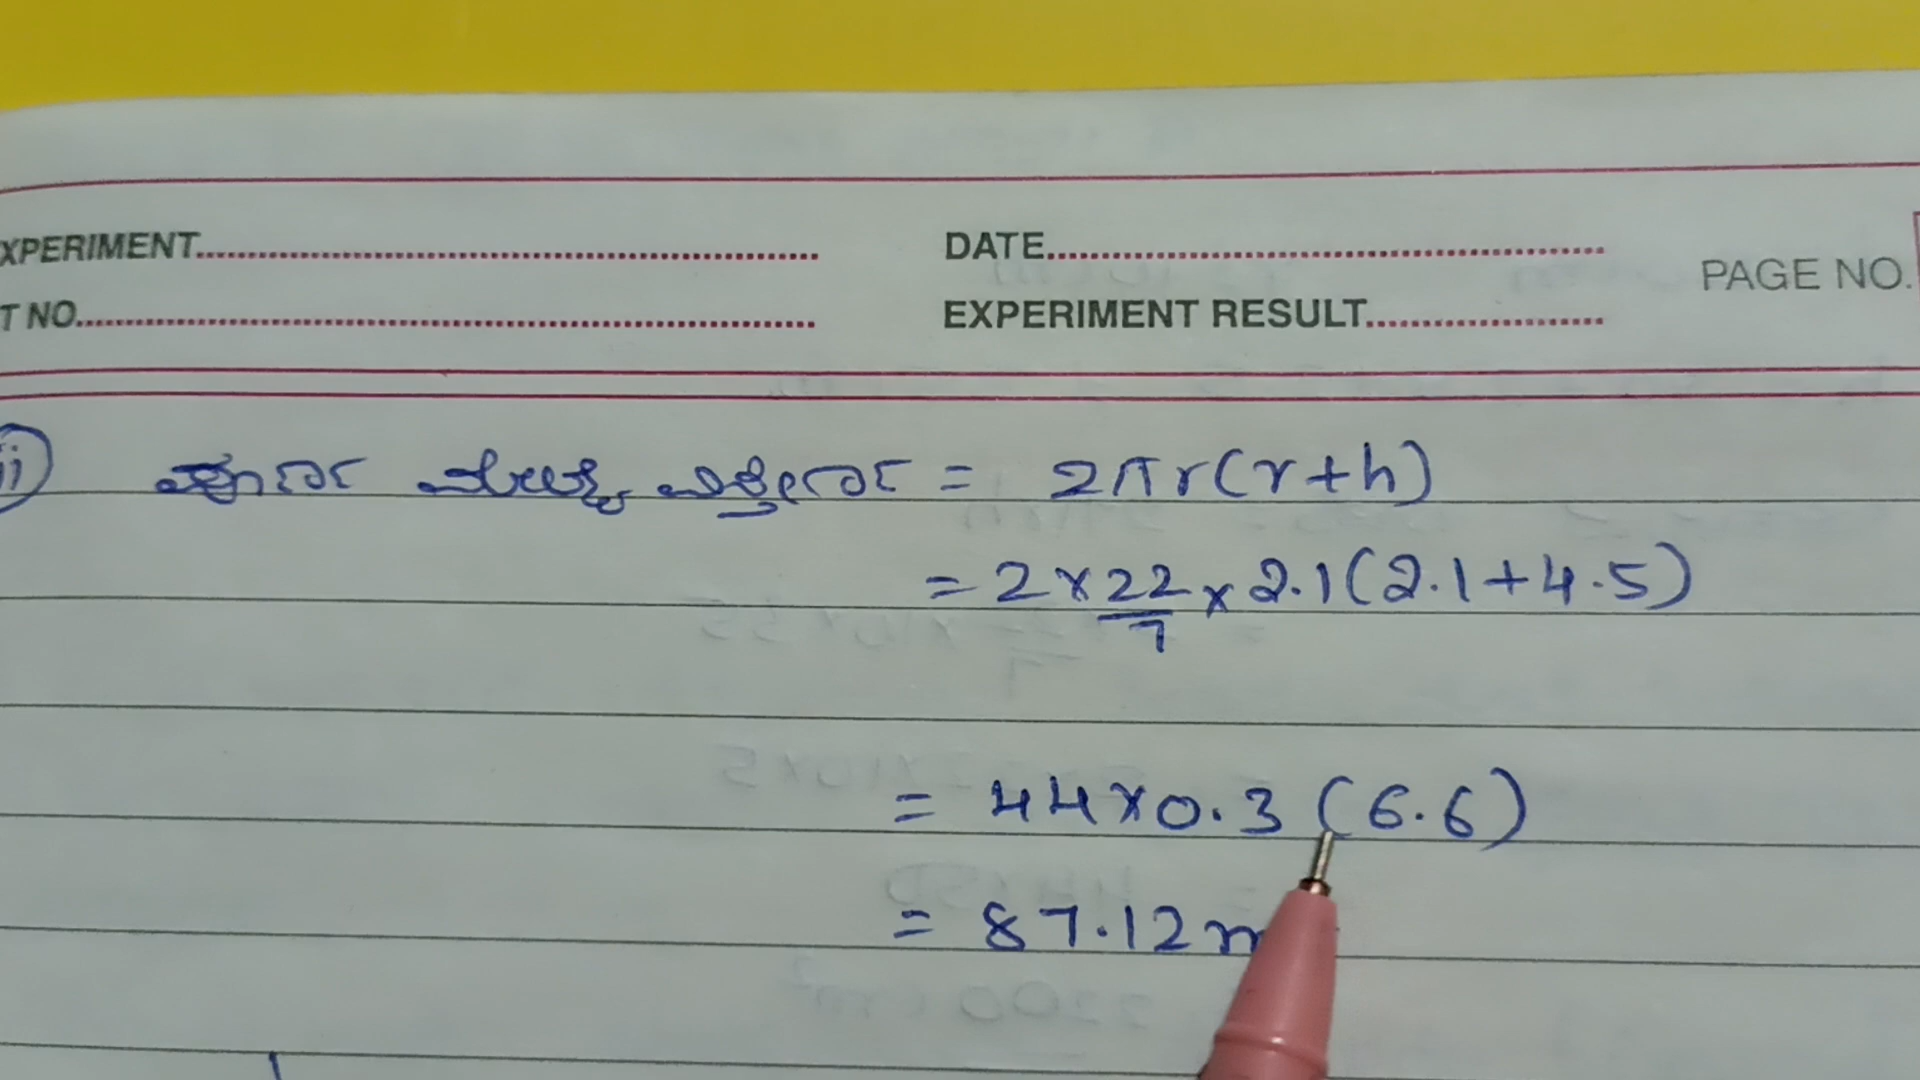 XPERIMENT........ DATE........
PAGE NO.
T NO......... EXPERIMENT RESULT.........
ii) ಪೂರ್ಣ ಮೇಲ್ಮೈ ವಿಸ್ತೀರ್ಣ = 2πr(r+h)
= 2 × 22/7 × 2.1(2.1+4.5)
= 44×0.3 (6.6)
= 87.12 m